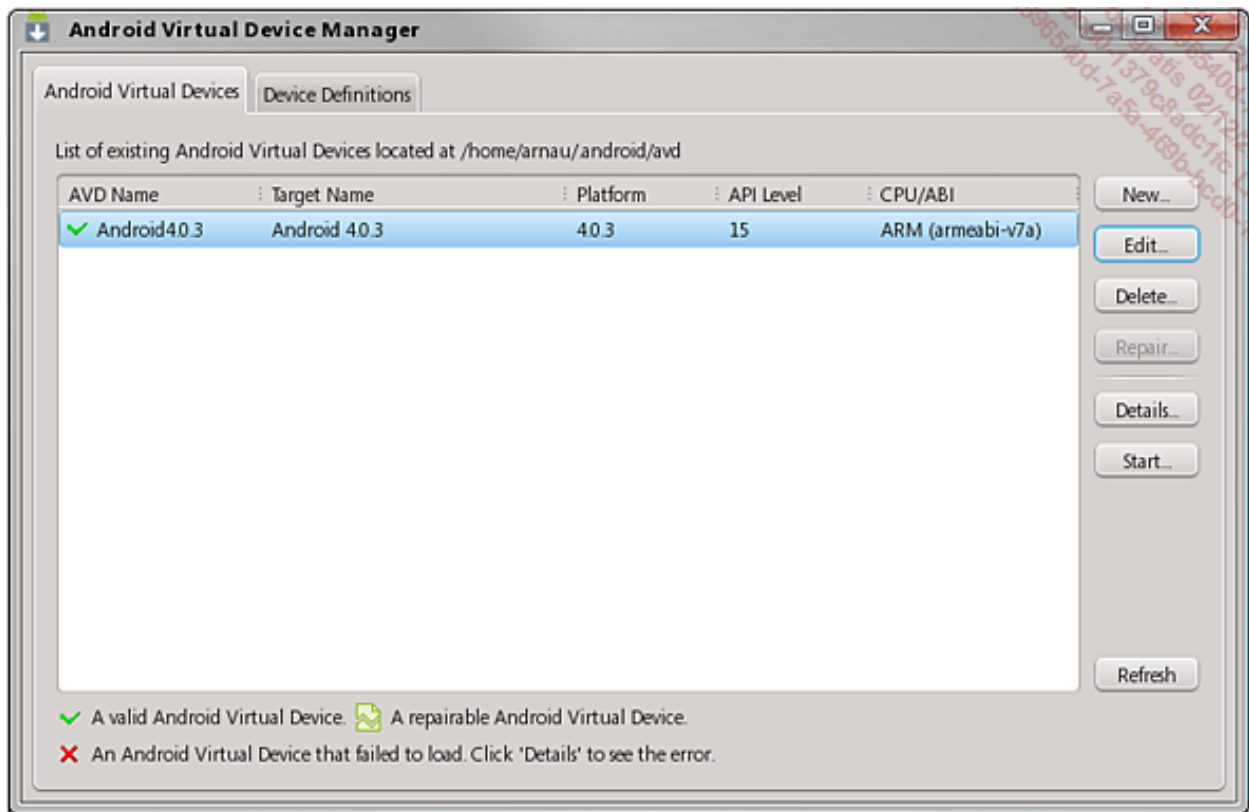 Android Virtual Device Manager
Android Virtual Devices
Device Definitions
List of existing Android Virtual Devices located at /home/arnau/.android/avd
AVD Name Target Name Platform API Level CPU/ABI
Android4.0.3 Android 4.0.3 4.0.3 15 ARM (armeabi-v7a)
New...
Edit...
Delete...
Repair...
Details...
Start...
Refresh
A valid Android Virtual Device. A repairable Android Virtual Device.
An Android Virtual Device that failed to load. Click 'Details' to see the error.